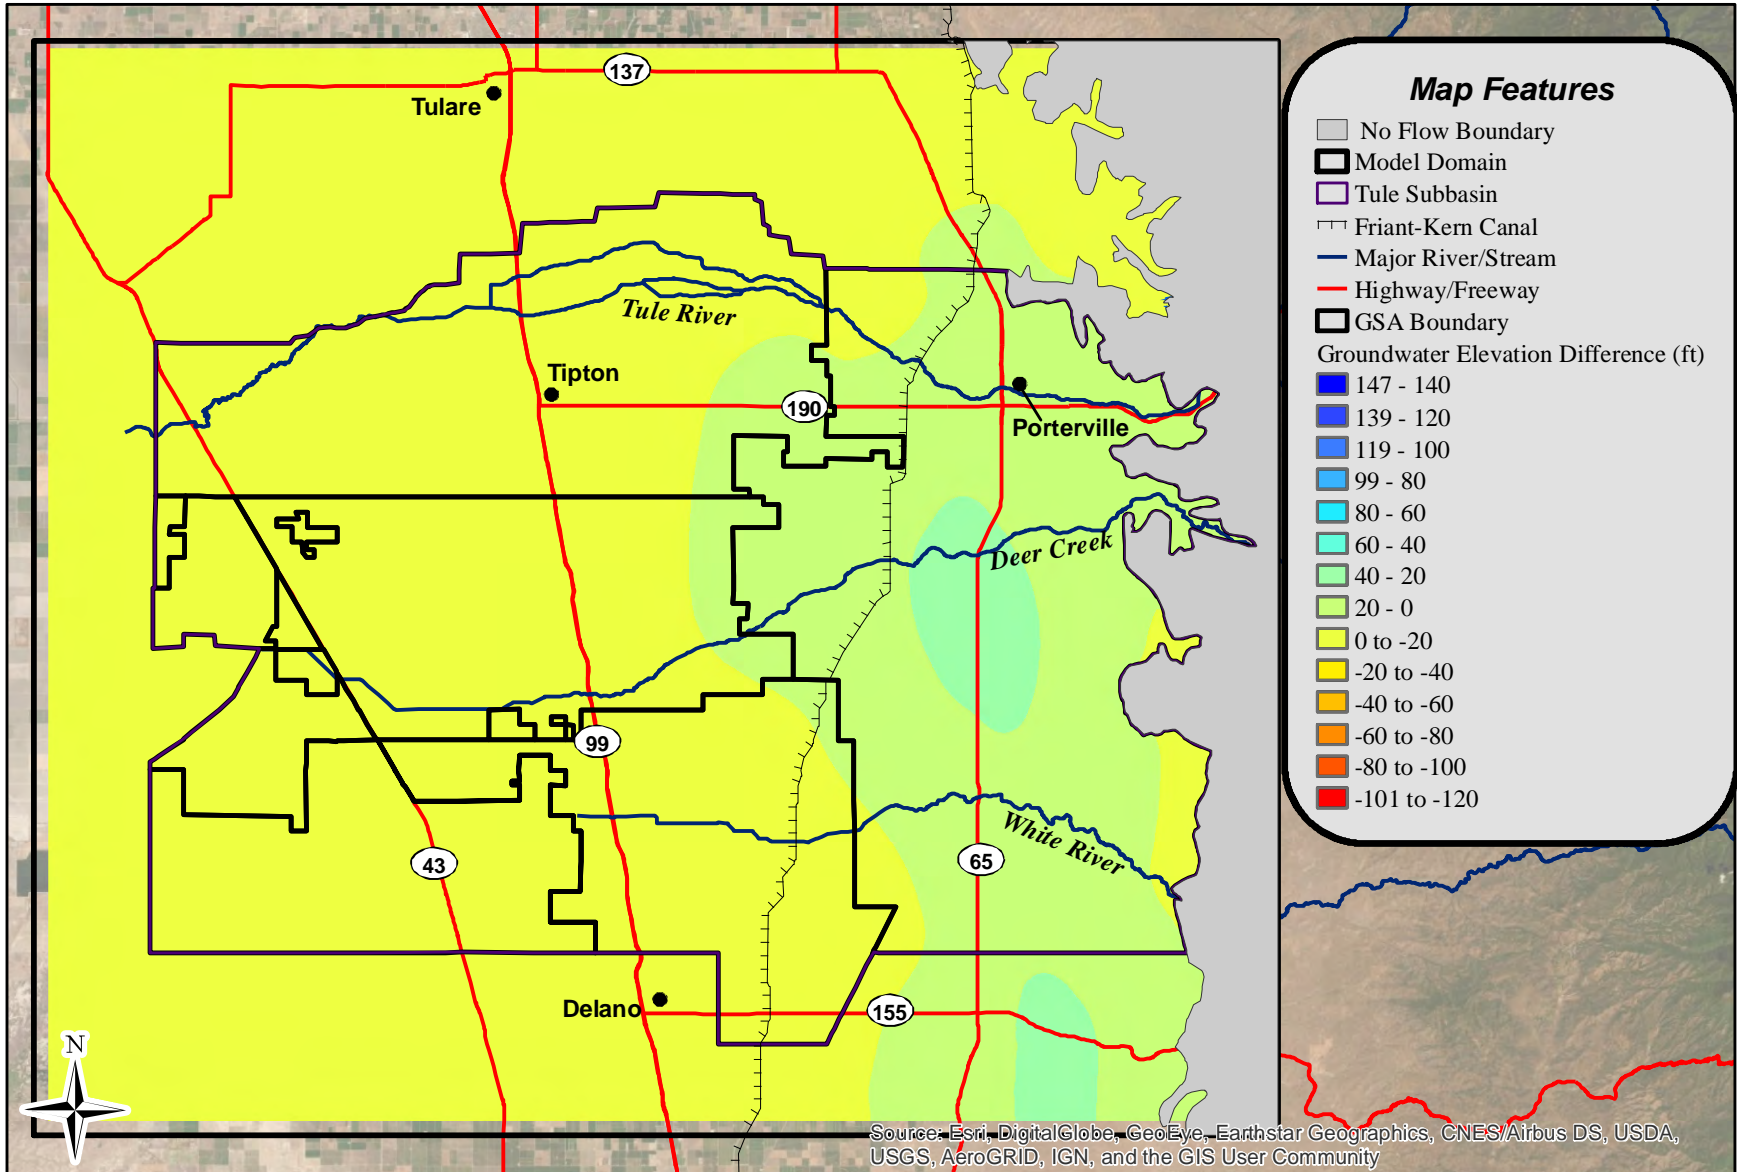 137
Tulare
Tule River
Tipton
190
Porterville
Deer Creek
99
43
65
White River
Delano
155
N
Map Features
No Flow Boundary
Model Domain
Tule Subbasin
Friant-Kern Canal
Major River/Stream
Highway/Freeway
GSA Boundary
Groundwater Elevation Difference (ft)
147 - 140
139 - 120
119 - 100
99 - 80
80 - 60
60 - 40
40 - 20
20 - 0
0 to -20
-20 to -40
-40 to -60
-60 to -80
-80 to -100
-101 to -120
Source: Esri, DigitalGlobe, GeoEye, Earthstar Geographics, CNES/Airbus DS, USDA,
USGS, AeroGRID, IGN, and the GIS User Community